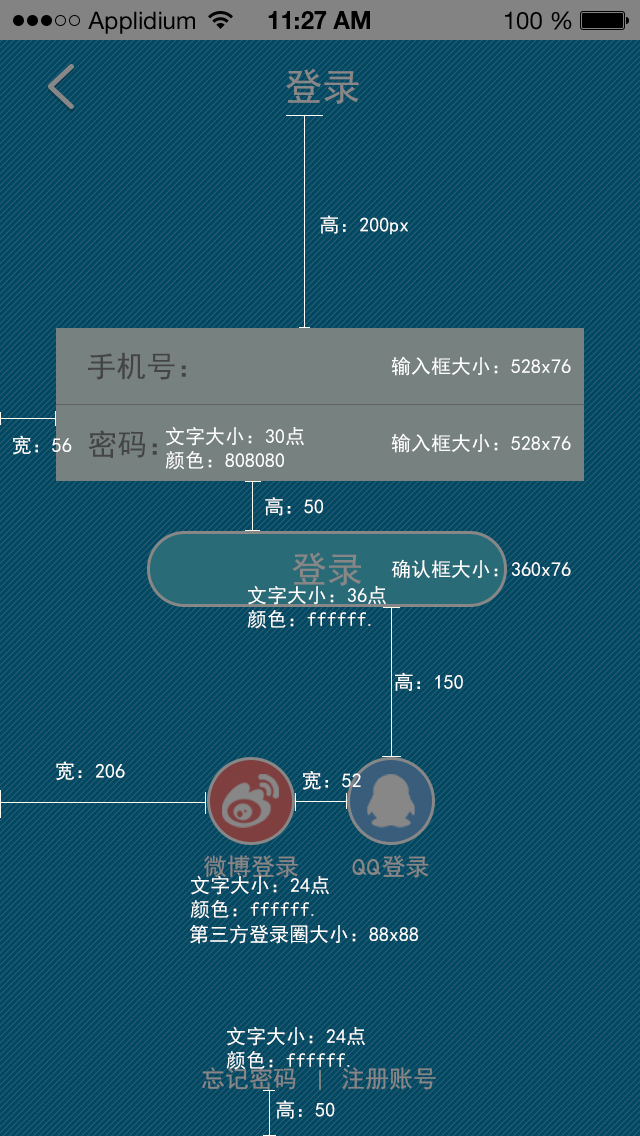 Applidium 11:27 AM 100 %
登录
高：200px
手机号： 输入框大小：528x76
宽：56
密码： 文字大小：30点 输入框大小：528x76
颜色：808080
高：50
登录 确认框大小：360x76
文字大小：36点
颜色：ffffff.
高：150
宽：206
宽：52
微博登录 QQ登录
文字大小：24点
颜色：ffffff.
第三方登录圈大小：88x88
文字大小：24点
颜色：ffffff.
忘记密码 | 注册账号
高：50